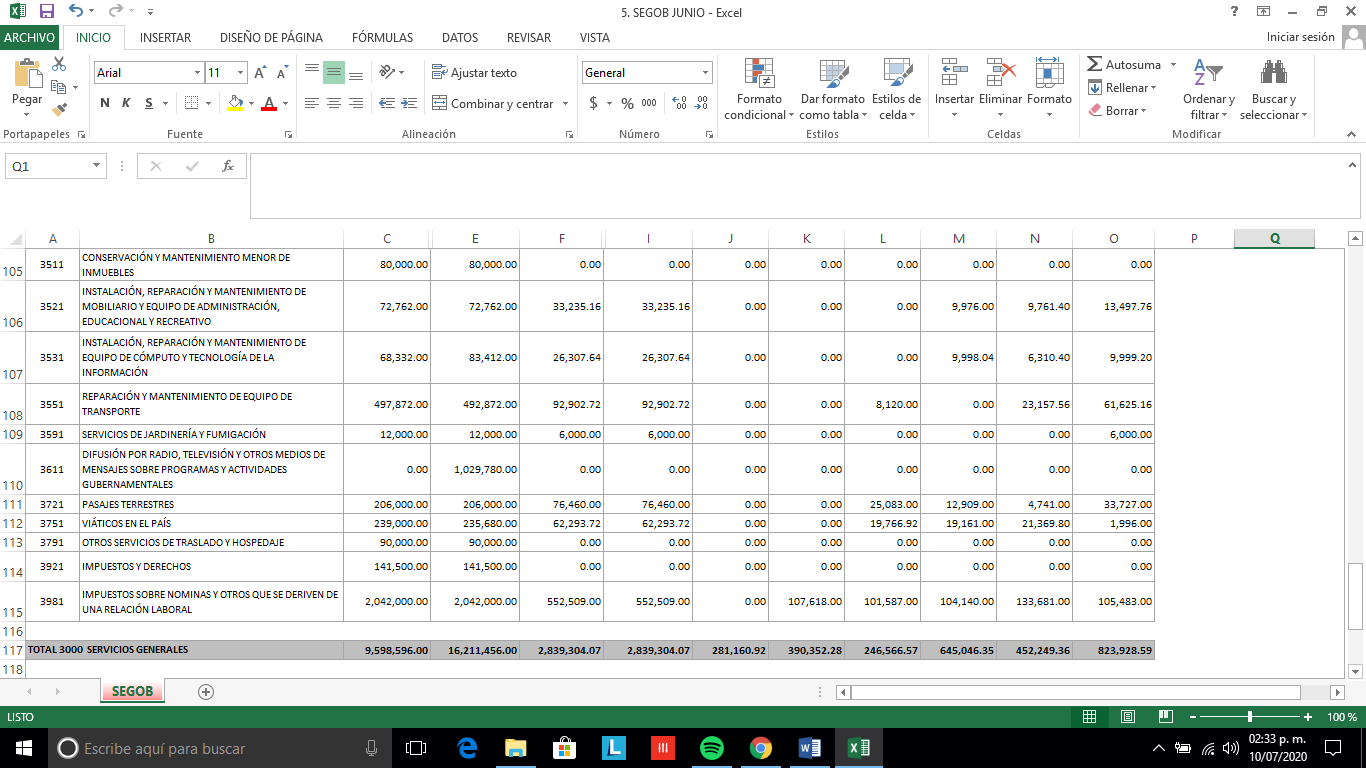 5. SEGOB JUNIO - Excel
ARCHIVO INICIO INSERTAR DISEÑO DE PÁGINA FÓRMULAS DATOS REVISAR VISTA Iniciar sesión
Pegar
Arial 11
N K S
Ajustar texto
Combinar y centrar
General
$ % 000
Formato condicional
Dar formato como tabla
Estilos de celda
Insertar Eliminar Formato
Autosuma
Rellenar
Borrar
Ordenar y filtrar
Buscar y seleccionar
Portapapeles Fuente Alineación Número Estilos Celdas Modificar
Q1 fx
A B C E F I J K L M N O P Q
105 3511 CONSERVACIÓN Y MANTENIMIENTO MENOR DE
INMUEBLES 80,000.00 80,000.00 0.00 0.00 0.00 0.00 0.00 0.00 0.00 0.00
106 3521 INSTALACIÓN, REPARACIÓN Y MANTENIMIENTO DE
MOBILIARIO Y EQUIPO DE ADMINISTRACIÓN, 72,762.00 72,762.00 33,235.16 33,235.16 0.00 0.00 0.00 9,976.00 9,761.40 13,497.76
EDUCACIONAL Y RECREATIVO
107 3531 INSTALACIÓN, REPARACIÓN Y MANTENIMIENTO DE
EQUIPO DE CÓMPUTO Y TECNOLOGÍA DE LA 68,332.00 83,412.00 26,307.64 26,307.64 0.00 0.00 0.00 9,998.04 6,310.40 9,999.20
INFORMACIÓN
108 3551 REPARACIÓN Y MANTENIMIENTO DE EQUIPO DE
TRANSPORTE 497,872.00 492,872.00 92,902.72 92,902.72 0.00 0.00 8,120.00 0.00 23,157.56 61,625.16
109 3591 SERVICIOS DE JARDINERÍA Y FUMIGACIÓN 12,000.00 12,000.00 6,000.00 6,000.00 0.00 0.00 0.00 0.00 0.00 6,000.00
110 3611 DIFUSIÓN POR RADIO, TELEVISIÓN Y OTROS MEDIOS DE
MENSAJES SOBRE PROGRAMAS Y ACTIVIDADES 0.00 1,029,780.00 0.00 0.00 0.00 0.00 0.00 0.00 0.00 0.00
GUBERNAMENTALES
111 3721 PASAJES TERRESTRES 206,000.00 206,000.00 76,460.00 76,460.00 0.00 0.00 25,083.00 12,909.00 4,741.00 33,727.00
112 3751 VIÁTICOS EN EL PAÍS 239,000.00 235,680.00 62,293.72 62,293.72 0.00 0.00 19,766.92 19,161.00 21,369.80 1,996.00
113 3791 OTROS SERVICIOS DE TRASLADO Y HOSPEDAJE 90,000.00 90,000.00 0.00 0.00 0.00 0.00 0.00 0.00 0.00 0.00
114 3921 IMPUESTOS Y DERECHOS 141,500.00 141,500.00 0.00 0.00 0.00 0.00 0.00 0.00 0.00 0.00
115 3981 IMPUESTOS SOBRE NOMINAS Y OTROS QUE SE DERIVEN DE
UNA RELACIÓN LABORAL 2,042,000.00 2,042,000.00 552,509.00 552,509.00 0.00 107,618.00 101,587.00 104,140.00 133,681.00 105,483.00
116
117 TOTAL 3000 SERVICIOS GENERALES 9,598,596.00 16,211,456.00 2,839,304.07 2,839,304.07 281,160.92 390,352.28 246,566.57 645,046.35 452,249.36 823,928.59
118
SEGOB
LISTO 100 %
Escribe aquí para buscar
02:33 p. m.
10/07/2020